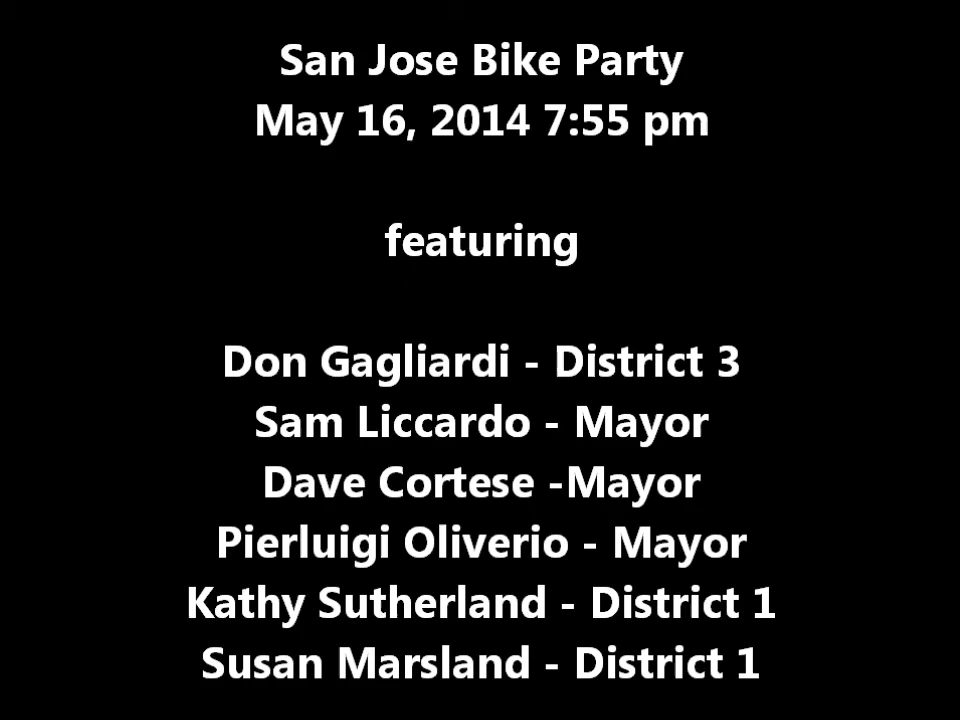 San Jose Bike Party
May 16, 2014 7:55 pm
featuring
Don Gagliardi - District 3
Sam Liccardo - Mayor
Dave Cortese -Mayor
Pierluigi Oliverio - Mayor
Kathy Sutherland - District 1
Susan Marsland - District 1